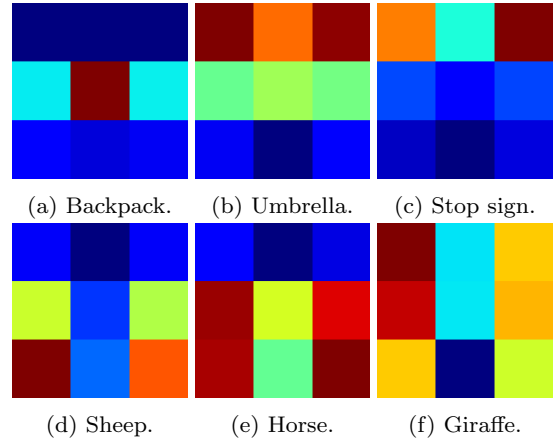 (a) Backpack. (b) Umbrella. (c) Stop sign.
(d) Sheep. (e) Horse. (f) Giraffe.